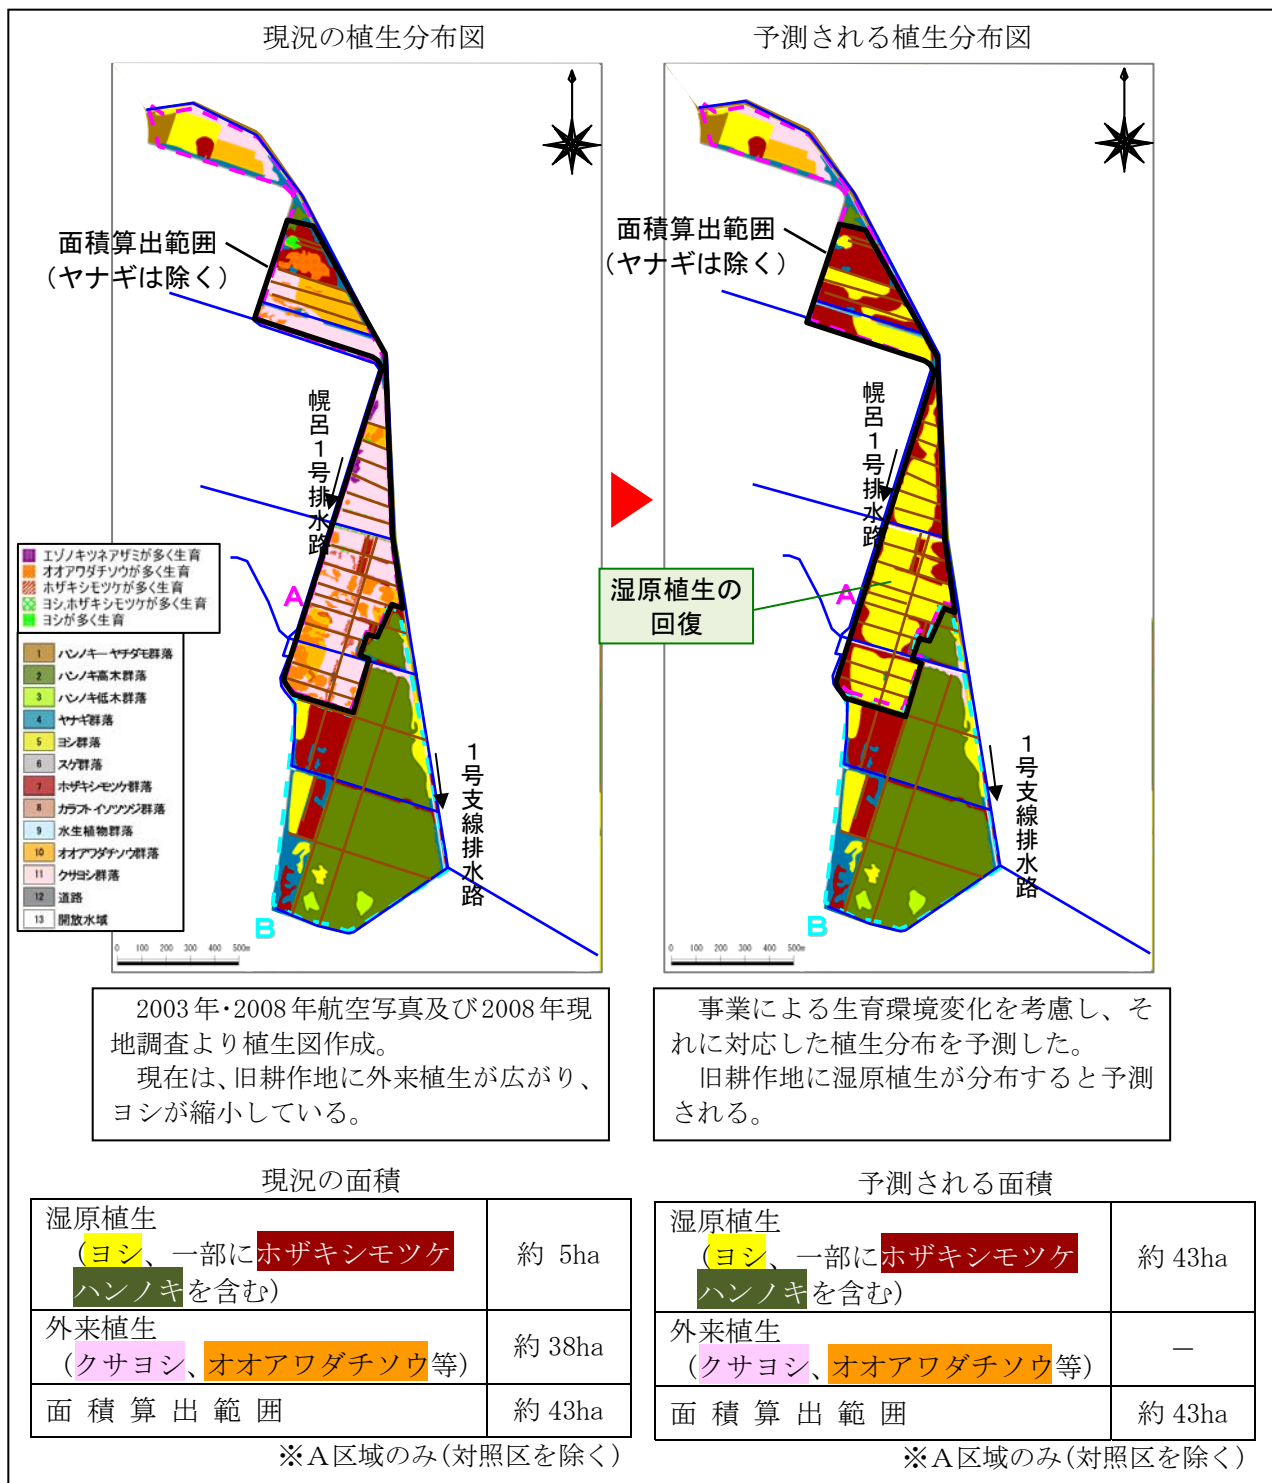 現況の植生分布図
面積算出範囲
(ヤナギは除く)
幌呂1号排水路
A
エゾノキツネアザミが多く生育
オオアワダチソウが多く生育
ホザキシモツケが多く生育
ヨシ,ホザキシモツケが多く生育
ヨシが多く生育
1 ハンノキーヤチダモ群落
2 ハンノキ高木群落
3 ハンノキ低木群落
4 ヤナギ群落
5 ヨシ群落
6 スゲ群落
7 ホザキシモツケ群落
8 カラフトイソツツジ群落
9 水生植物群落
10 オオアワダチソウ群落
11 クサヨシ群落
12 道路
13 開放水域
1号支線排水路
B
0 100 200 300 400 500m
予測される植生分布図
面積算出範囲
(ヤナギは除く)
幌呂1号排水路
A
湿原植生の
回復
1号支線排水路
B
0 100 200 300 400 500m
2003年・2008年航空写真及び2008年現
地調査より植生図作成。
現在は、旧耕作地に外来植生が広がり、
ヨシが縮小している。
事業による生育環境変化を考慮し、そ
れに対応した植生分布を予測した。
旧耕作地に湿原植生が分布すると予測
される。
現況の面積
湿原植生
(ヨシ、一部にホザキシモツケ
ハンノキを含む)
約 5ha
外来植生
(クサヨシ、オオアワダチソウ等)
約 38ha
面積算出範囲
約 43ha
※A区域のみ(対照区を除く)
予測される面積
湿原植生
(ヨシ、一部にホザキシモツケ
ハンノキを含む)
約 43ha
外来植生
(クサヨシ、オオアワダチソウ等)
－
面積算出範囲
約 43ha
※A区域のみ(対照区を除く)